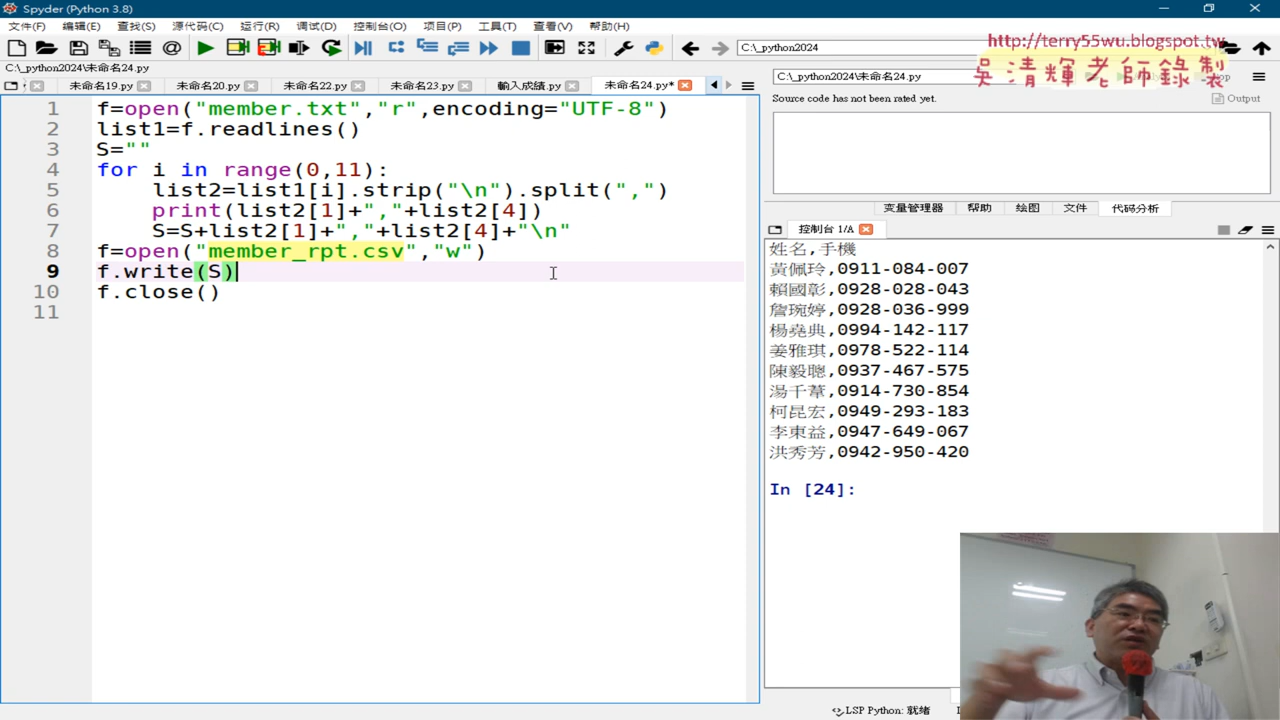 Spyder (Python 3.8)
文件(F) 编辑(E) 查找(S) 源代码(C) 运行(R) 调试(D) 控制台(O) 项目(P) 工具(T) 查看(V) 帮助(H)
C:\_python2024
http://terry55wu.blogspot.tw
吳清輝老師錄製
C:\_python2024\未命名24.py
未命名19.py 未命名20.py 未命名22.py 未命名23.py 輸入成績.py 未命名24.py*
1 f=open("member.txt","r",encoding="UTF-8")
2 list1=f.readlines()
3 S=""
4 for i in range(0,11):
5 list2=list1[i].strip("\n").split(",")
6 print(list2[1]+","+list2[4])
7 S=S+list2[1]+","+list2[4]+"\n"
8 f=open("member_rpt.csv","w")
9 f.write(S)
10 f.close()
11
C:\_python2024\未命名24.py
Source code has not been rated yet.
Output
变量管理器 帮助 绘图 文件 代码分析
控制台 1/A
姓名,手機
黃佩玲,0911-084-007
賴國彰,0928-028-043
詹琬婷,0928-036-999
楊堯典,0994-142-117
姜雅琪,0978-522-114
陳毅聰,0937-467-575
湯千葦,0914-730-854
柯昆宏,0949-293-183
李東益,0947-649-067
洪秀芳,0942-950-420
In [24]:
LSP Python: 就绪